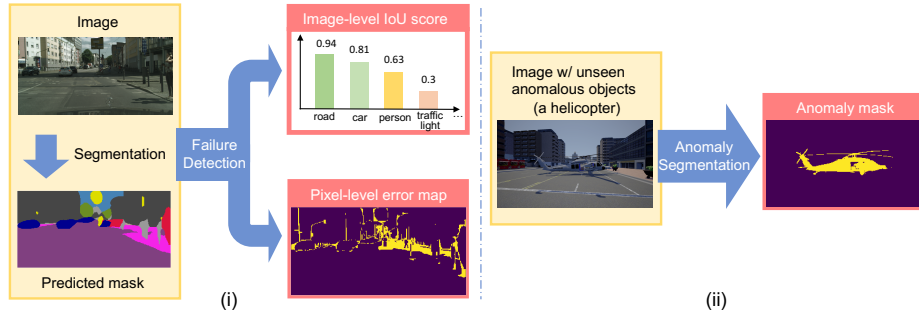 Image
Segmentation
Predicted mask
Failure
Detection
Image-level IoU score
0.94
0.81
0.63
0.3
road
car
person
traffic
light
...
Pixel-level error map
(i)
Image w/ unseen
anomalous objects
(a helicopter)
Anomaly
Segmentation
Anomaly mask
(ii)